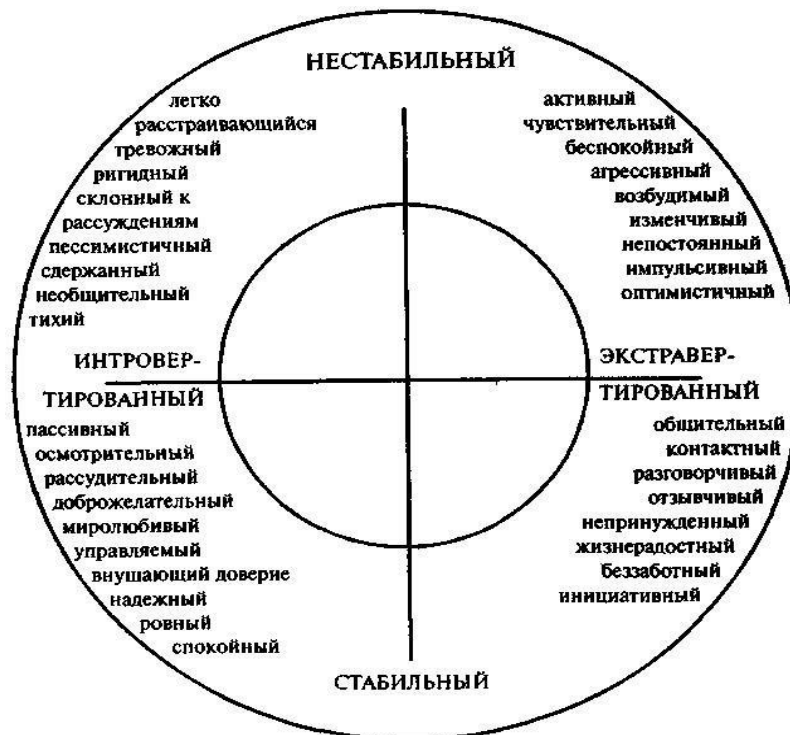 НЕСТАБИЛЬНЫЙ
легко
расстраивающийся
тревожный
ригидный
склонный к
рассуждениям
пессимистичный
сдержанный
необщительный
тихий
активный
чувствительный
беспокойный
агрессивный
возбудимый
изменчивый
непостоянный
импульсивный
оптимистичный
ИНТРОВЕР-
ТИРОВАННЫЙ
ЭКСТРАВЕР-
ТИРОВАННЫЙ
пассивный
осмотрительный
рассудительный
доброжелательный
миролюбивый
управляемый
внушающий доверие
надежный
ровный
спокойный
общительный
контактный
разговорчивый
отзывчивый
непринужденный
жизнерадостный
беззаботный
инициативный
СТАБИЛЬНЫЙ